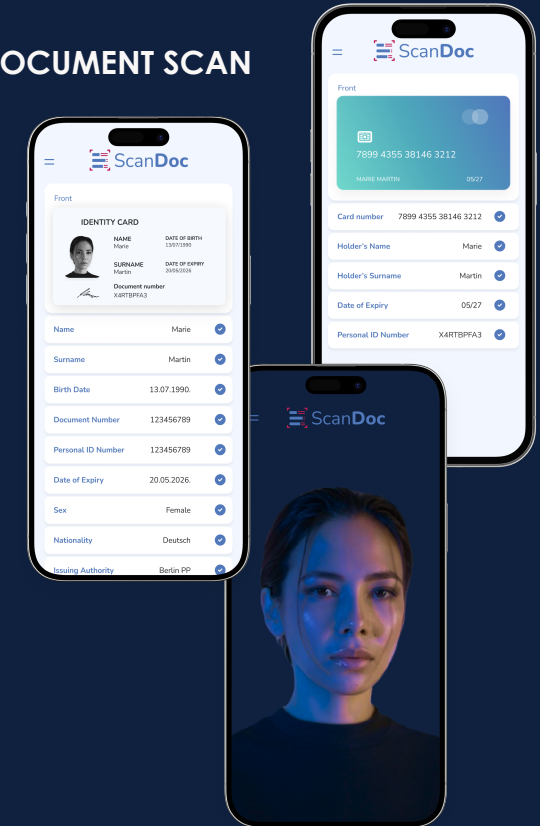 OCUMENT SCAN
ScanDoc
Front
7899 4355 38146 3212
MARIE MARTIN 05/27
Card number 7899 4355 38146 3212
Holder's Name Marie
Holder's Surname Martin
Date of Expiry 05/27
Personal ID Number X4RTBPFA3
ScanDoc
Front
IDENTITY CARD
NAME DATE OF BIRTH
Marie 13/07/1990
SURNAME DATE OF EXPIRY
Martin 20/05/2026
Document number
X4RTBPFA3
Name Marie
Surname Martin
Birth Date 13.07.1990.
Document Number 123456789
Personal ID Number 123456789
Date of Expiry 20.05.2026.
Sex Female
Nationality Deutsch
Issuing Authority Berlin PP
ScanDoc